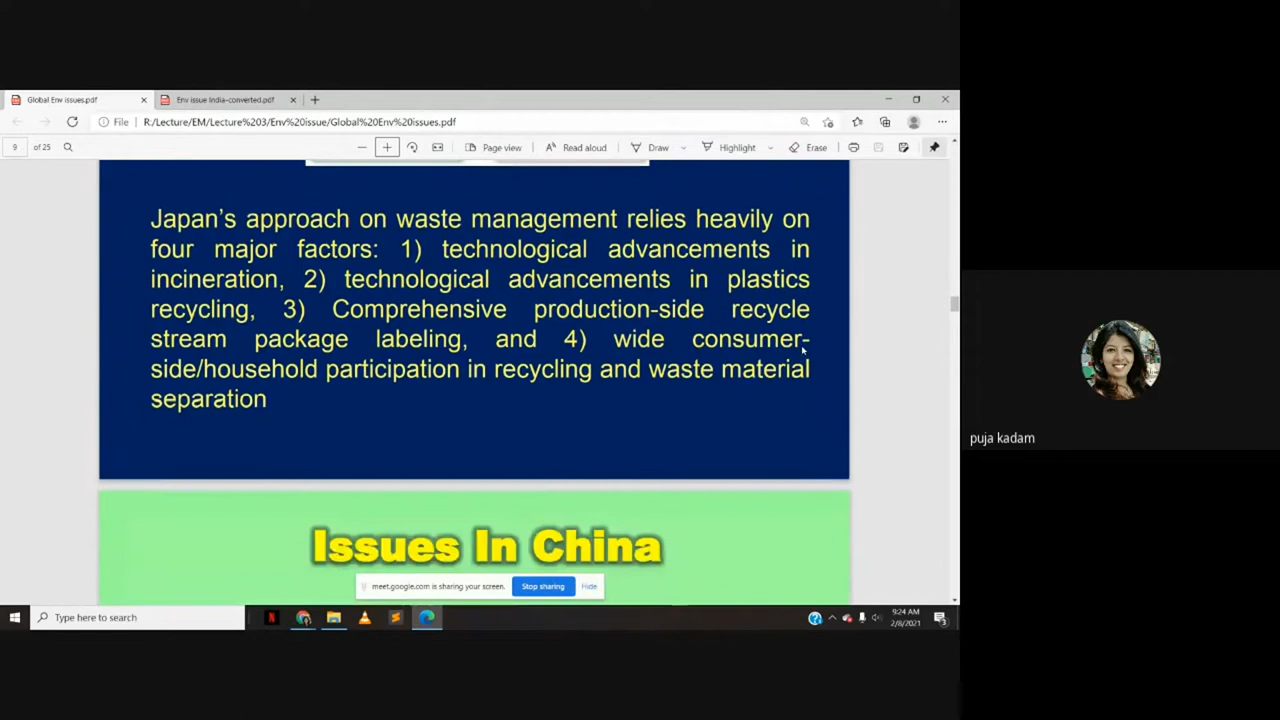 Global Env issues.pdf
Env issue India-converted.pdf
File
R:/Lecture/EM/Lecture%203/Env%20issue/Global%20Env%20issues.pdf
9 of 25
Page view
Read aloud
Draw
Highlight
Erase
Japan's approach on waste management relies heavily on
four major factors: 1) technological advancements in
incineration, 2) technological advancements in plastics
recycling, 3) Comprehensive production-side recycle
stream package labeling, and 4) wide consumer-
side/household participation in recycling and waste material
separation
puja kadam
Issues In China
meet.google.com is sharing your screen.
Stop sharing
Hide
Type here to search
9:24 AM
2/8/2021
3